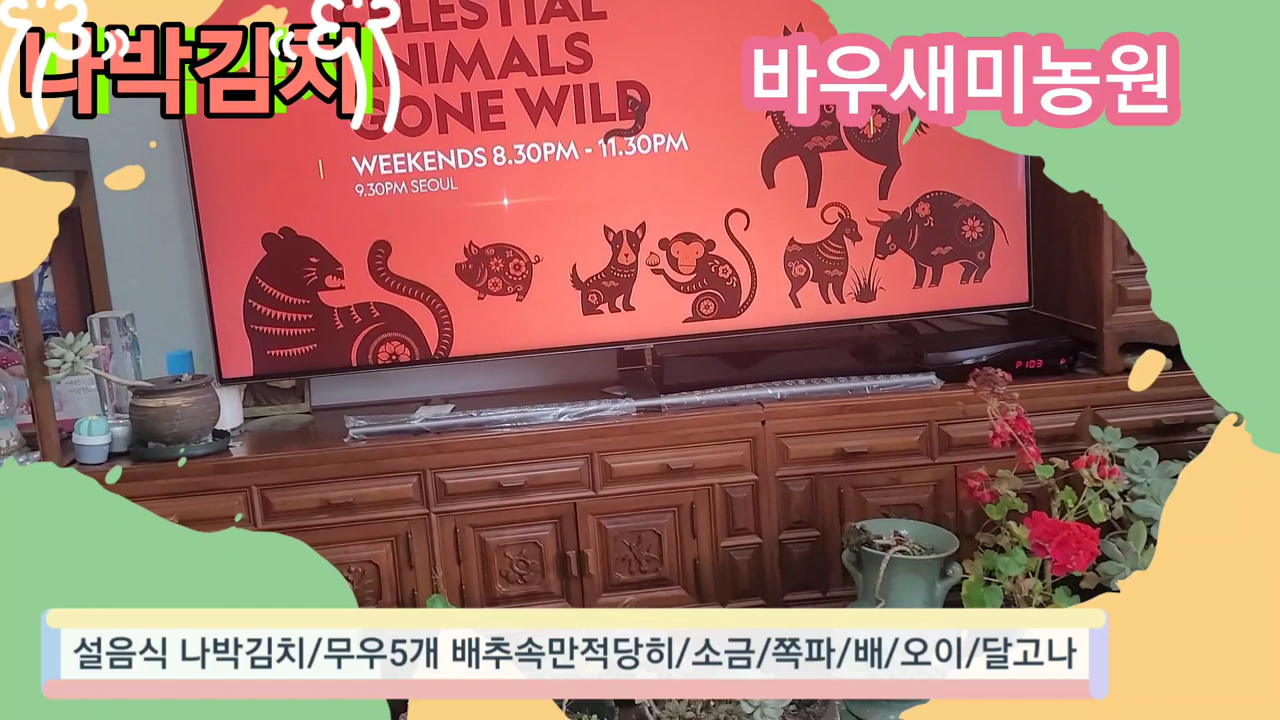 나박김치
바우새미농원
CELESTIAL
ANIMALS
GONE WILD
WEEKENDS 8.30PM - 11.30PM
9.30PM SEOUL
P103
설음식 나박김치/무우5개 배추속만적당히/소금/쪽파/배/오이/달고나